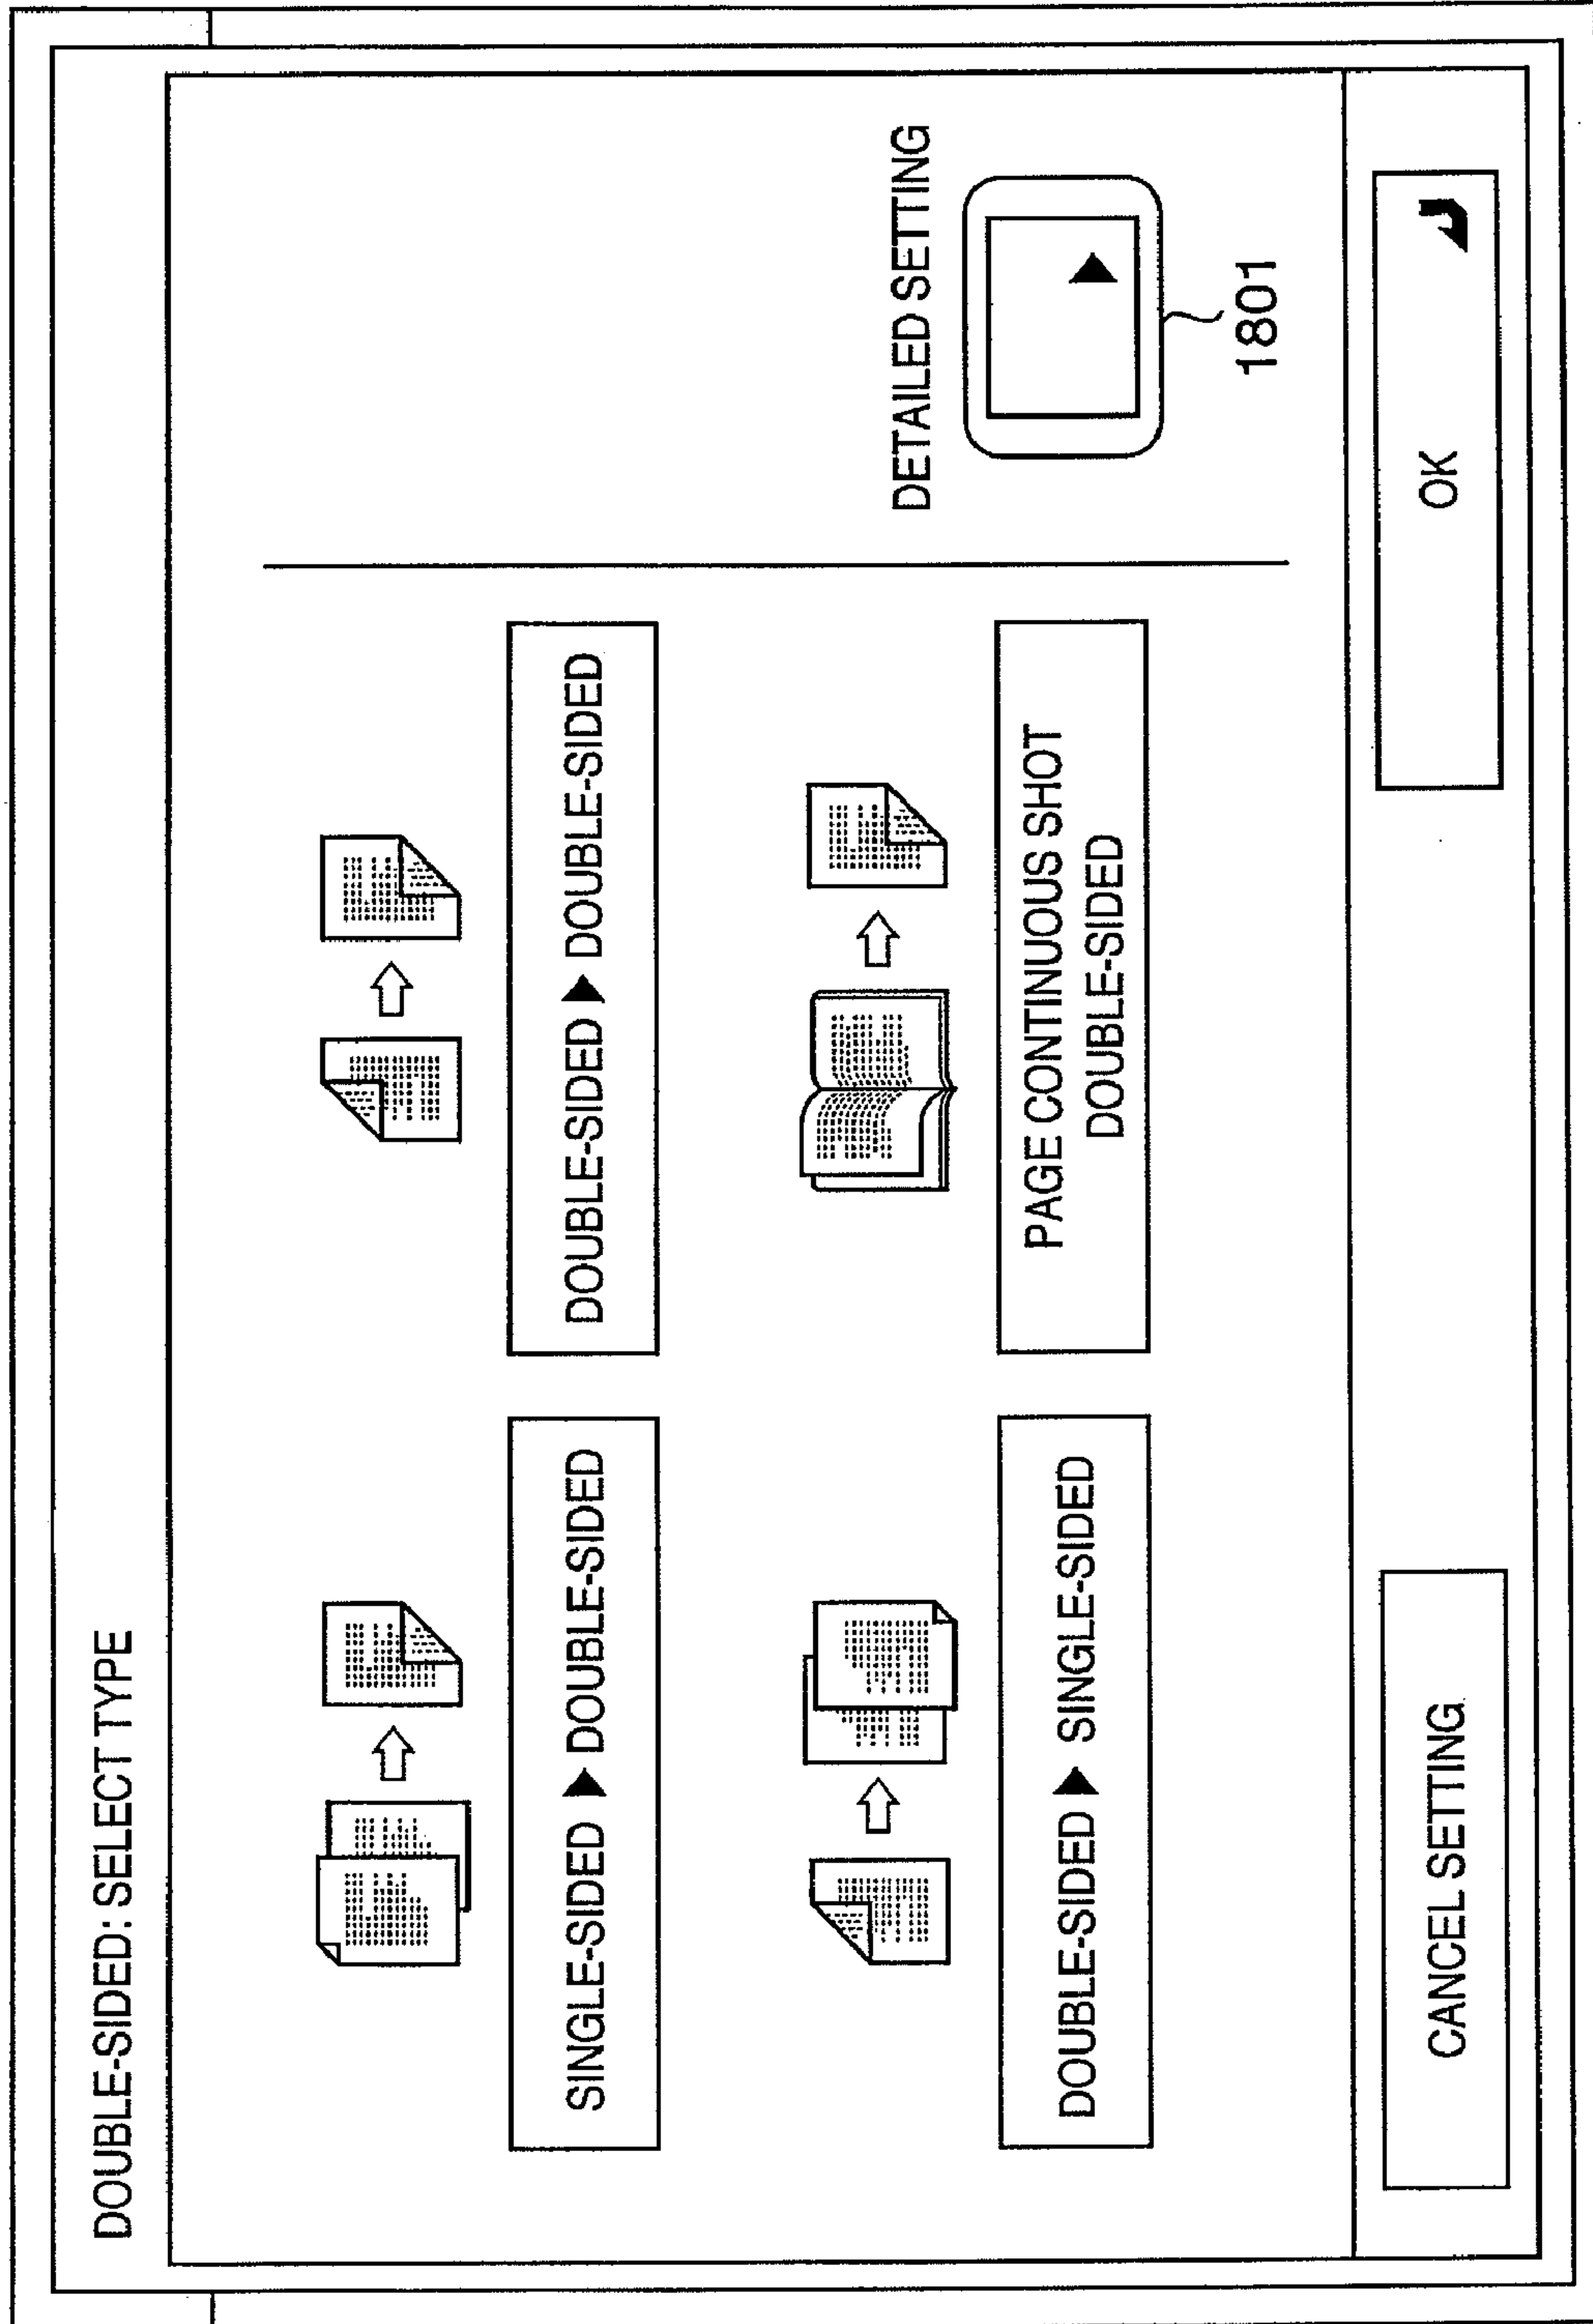 DOUBLE-SIDED: SELECT TYPE
SINGLE-SIDED ▶ DOUBLE-SIDED
DOUBLE-SIDED ▶ DOUBLE-SIDED
DOUBLE-SIDED ▶ SINGLE-SIDED
PAGE CONTINUOUS SHOT
DOUBLE-SIDED
DETAILED SETTING
1801
CANCEL SETTING
OK